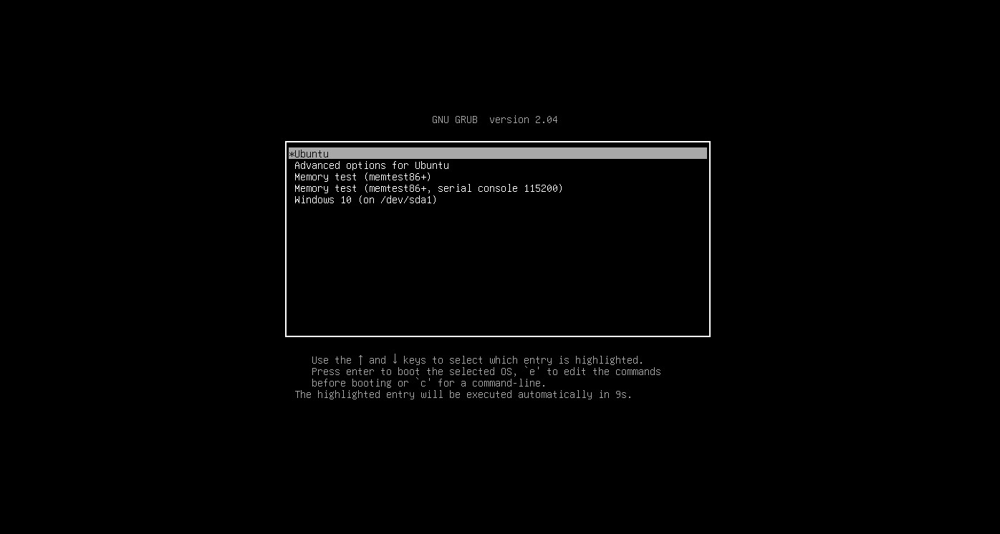 GNU GRUB  version 2.04
*Ubuntu
Advanced options for Ubuntu
Memory test (memtest86+)
Memory test (memtest86+, serial console 115200)
Windows 10 (on /dev/sda1)
Use the ↑ and ↓ keys to select which entry is highlighted.
Press enter to boot the selected OS, `e' to edit the commands
before booting or `c' for a command-line.
The highlighted entry will be executed automatically in 9s.